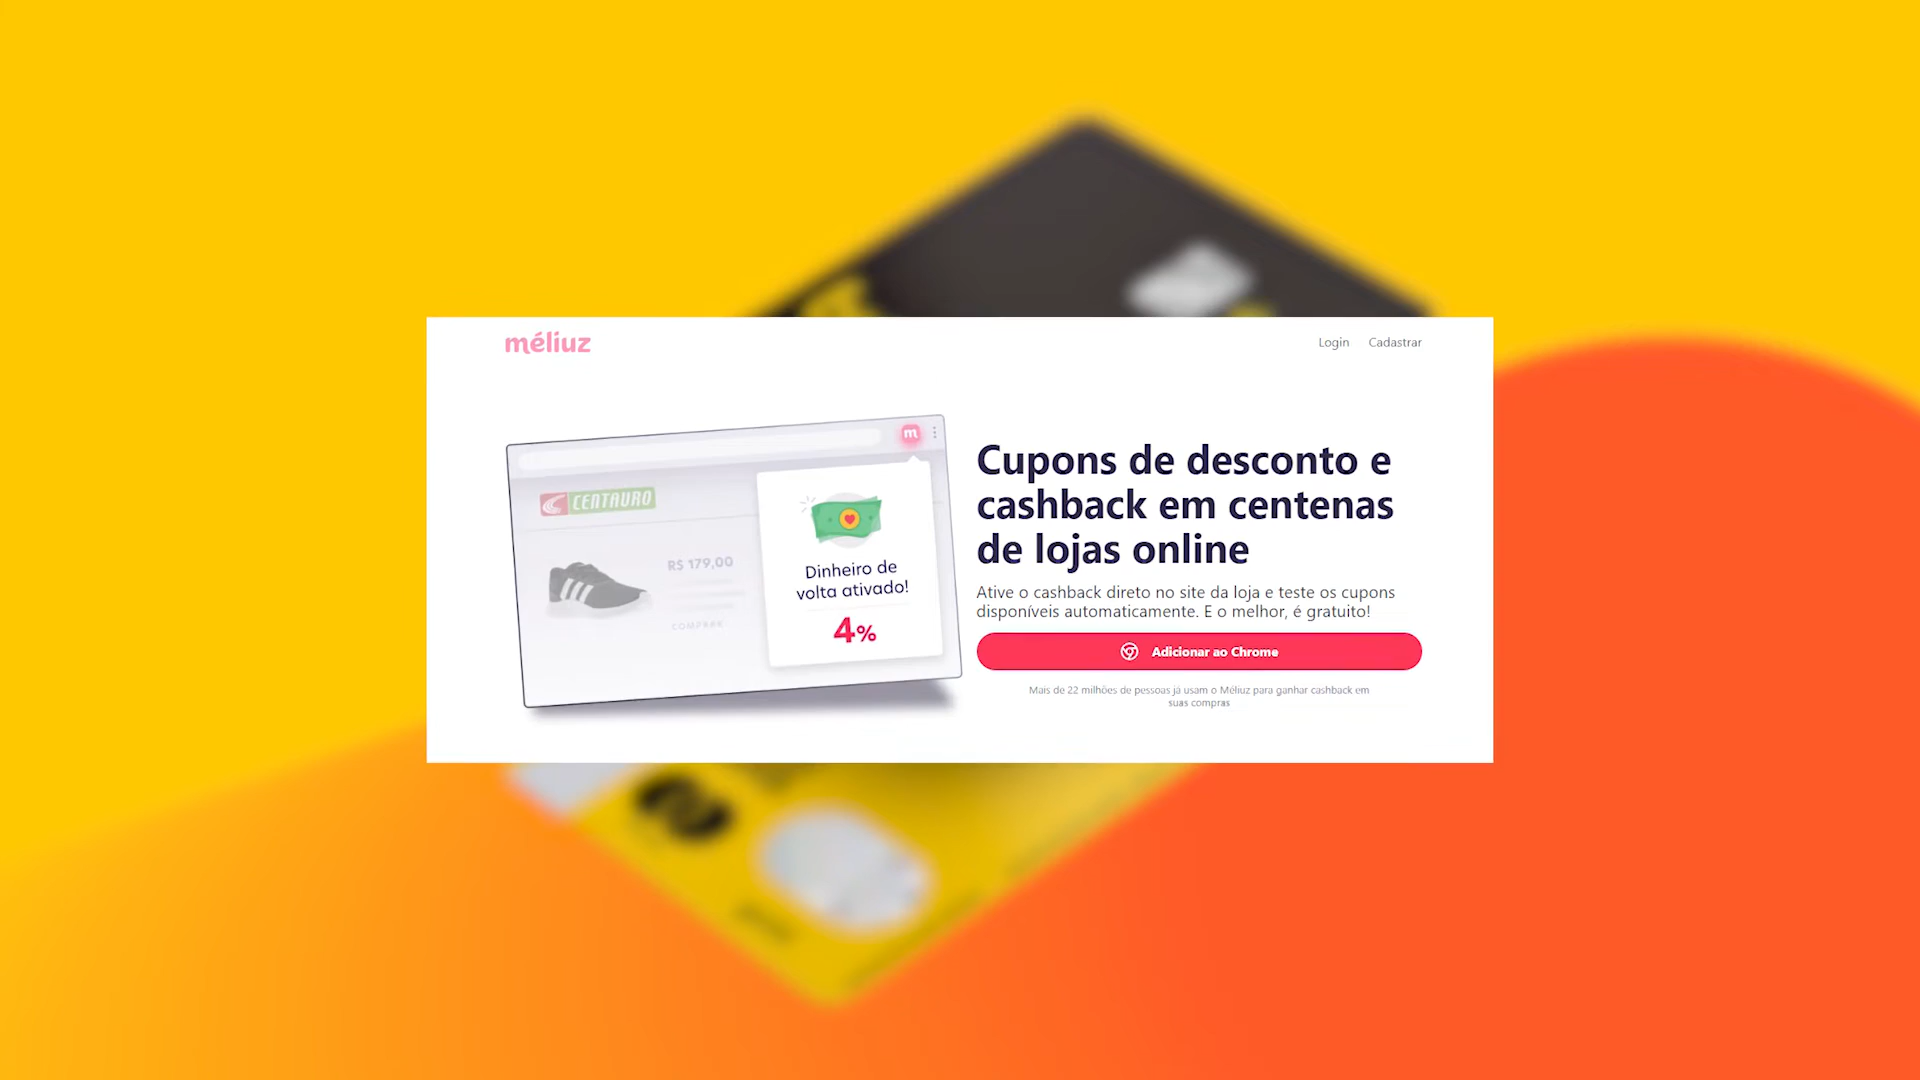 méliuz
Login Cadastrar
m
CENTAURO
R$ 179,00
COMPRAR
Dinheiro de
volta ativado!
4%
Cupons de desconto e
cashback em centenas
de lojas online
Ative o cashback direto no site da loja e teste os cupons
disponíveis automaticamente. E o melhor, é gratuito!
Adicionar ao Chrome
Mais de 22 milhões de pessoas já usam o Méliuz para ganhar cashback em
suas compras